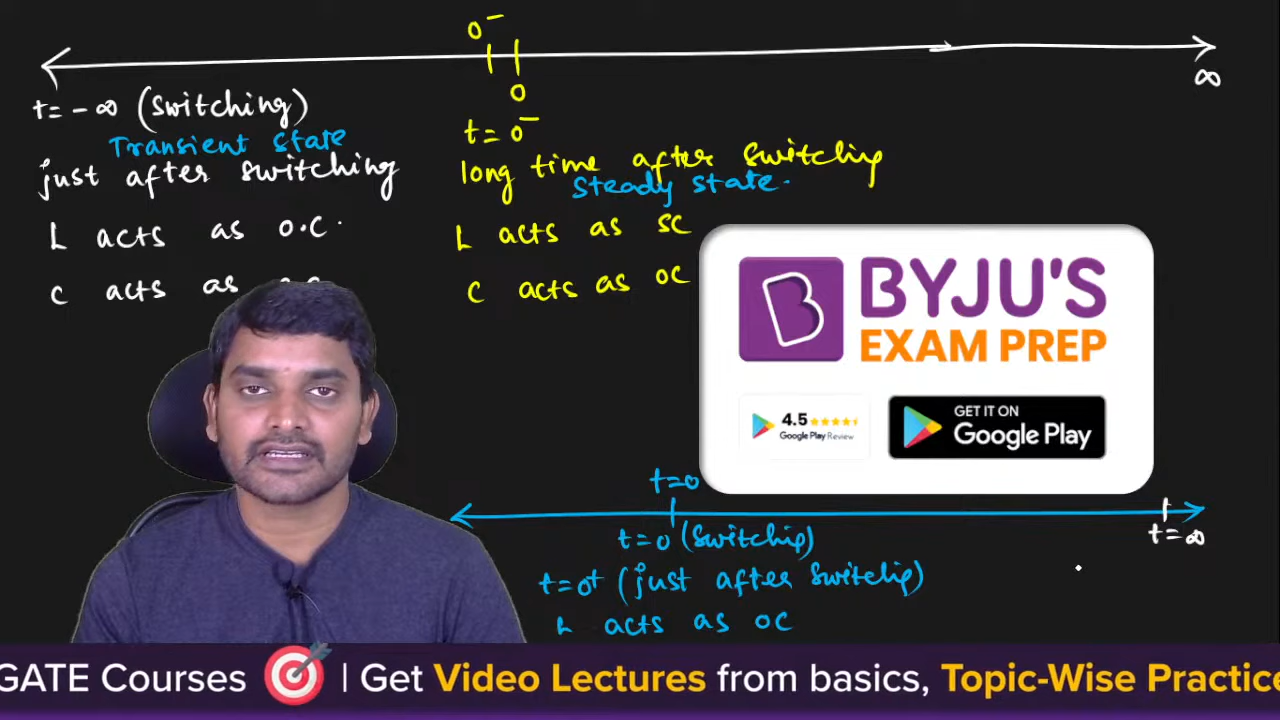 0⁻
0
∞
t = - ∞ (Switching)
Transient state
just after switching
L acts as O.C.
C acts as
t = 0⁻
long time after switching
Steady state.
L acts as SC
C acts as OC
BYJU'S
EXAM PREP
4.5
Google Play Review
GET IT ON
Google Play
t=0
t=0 (Switchip)
t=0⁺ (just after switchip)
L acts as OC
t=∞
GATE Courses | Get Video Lectures from basics, Topic-Wise Practice